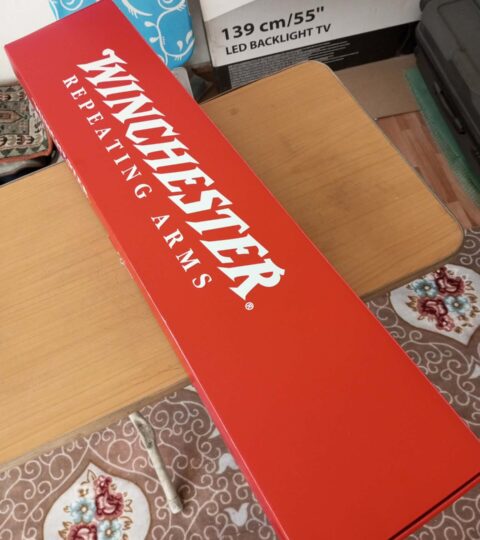 139 cm/55"
LED BACKLIGHT TV
WINCHESTER®
REPEATING ARMS